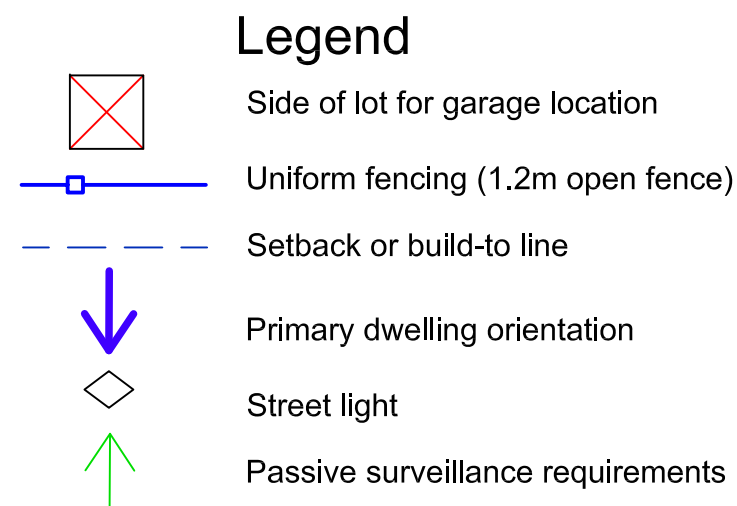 Legend
Side of lot for garage location
Uniform fencing (1.2m open fence)
Setback or build-to line
Primary dwelling orientation
Street light
Passive surveillance requirements